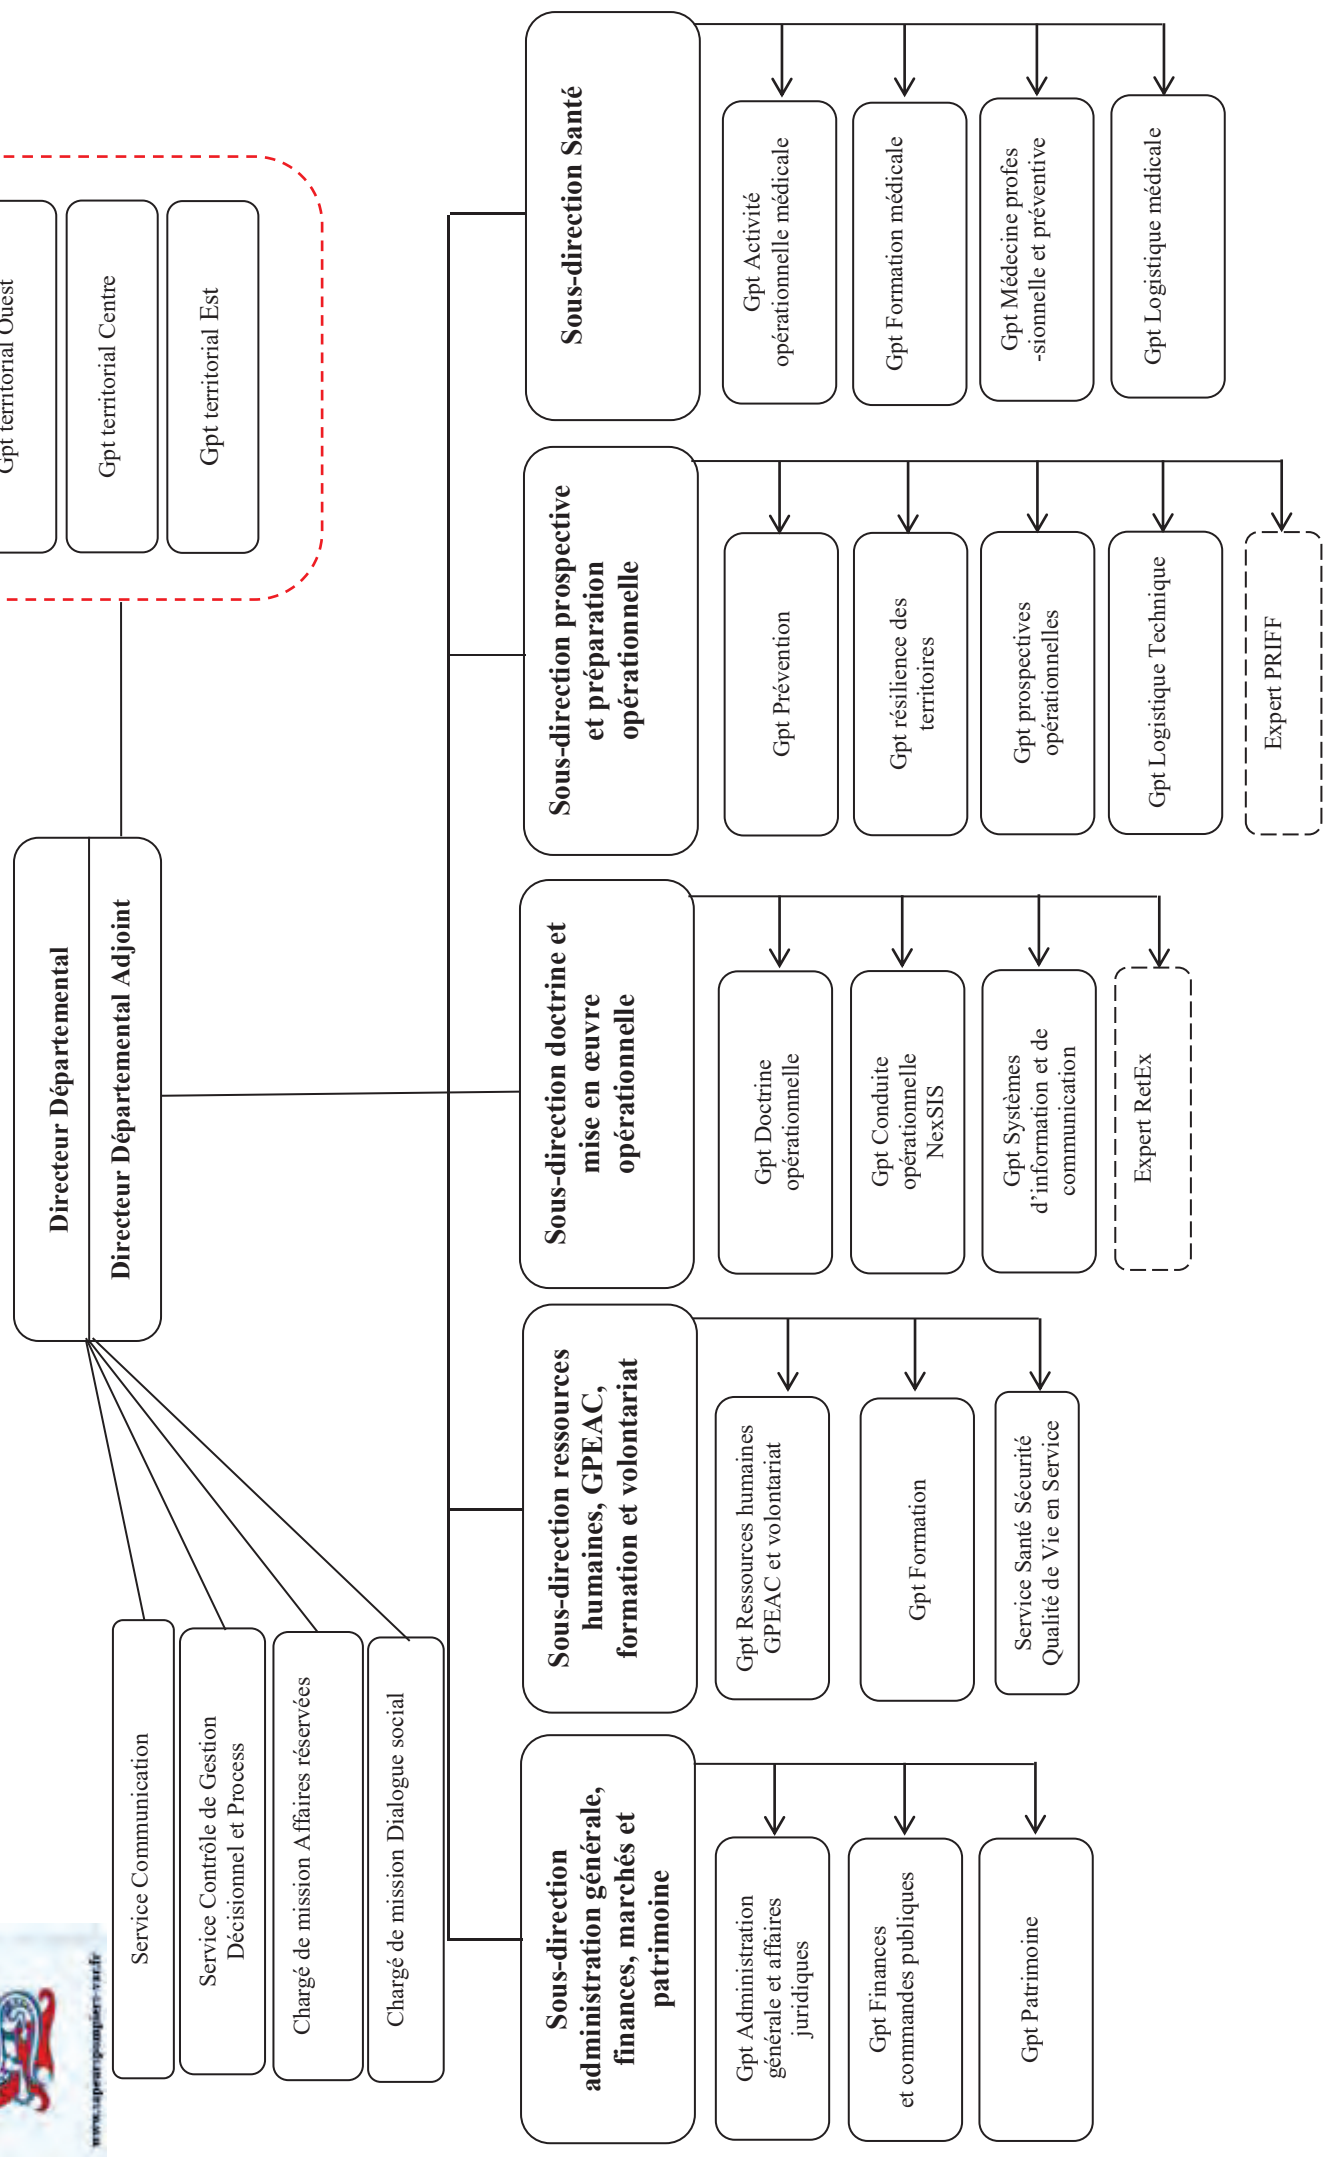 www.sapeurspompiers-var.fr
Gpt territorial Ouest
Gpt territorial Centre
Gpt territorial Est
Directeur Départemental
Directeur Départemental Adjoint
Service Communication
Service Contrôle de Gestion
Décisionnel et Process
Chargé de mission Affaires réservées
Chargé de mission Dialogue social
Sous-direction
administration générale,
finances, marchés et
patrimoine
Gpt Administration
générale et affaires
juridiques
Gpt Finances
et commandes publiques
Gpt Patrimoine
Sous-direction ressources
humaines, GPEAC,
formation et volontariat
Gpt Ressources humaines
GPEAC et volontariat
Gpt Formation
Service Santé Sécurité
Qualité de Vie en Service
Sous-direction doctrine et
mise en œuvre
opérationnelle
Gpt Doctrine
opérationnelle
Gpt Conduite
opérationnelle
NexSIS
Gpt Systèmes
d’information et de
communication
Expert RetEx
Sous-direction prospective
et préparation
opérationnelle
Gpt Prévention
Gpt résilience des
territoires
Gpt prospectives
opérationnelles
Gpt Logistique Technique
Expert PRIFF
Sous-direction Santé
Gpt Activité
opérationnelle médicale
Gpt Formation médicale
Gpt Médecine profes
-sionnelle et préventive
Gpt Logistique médicale